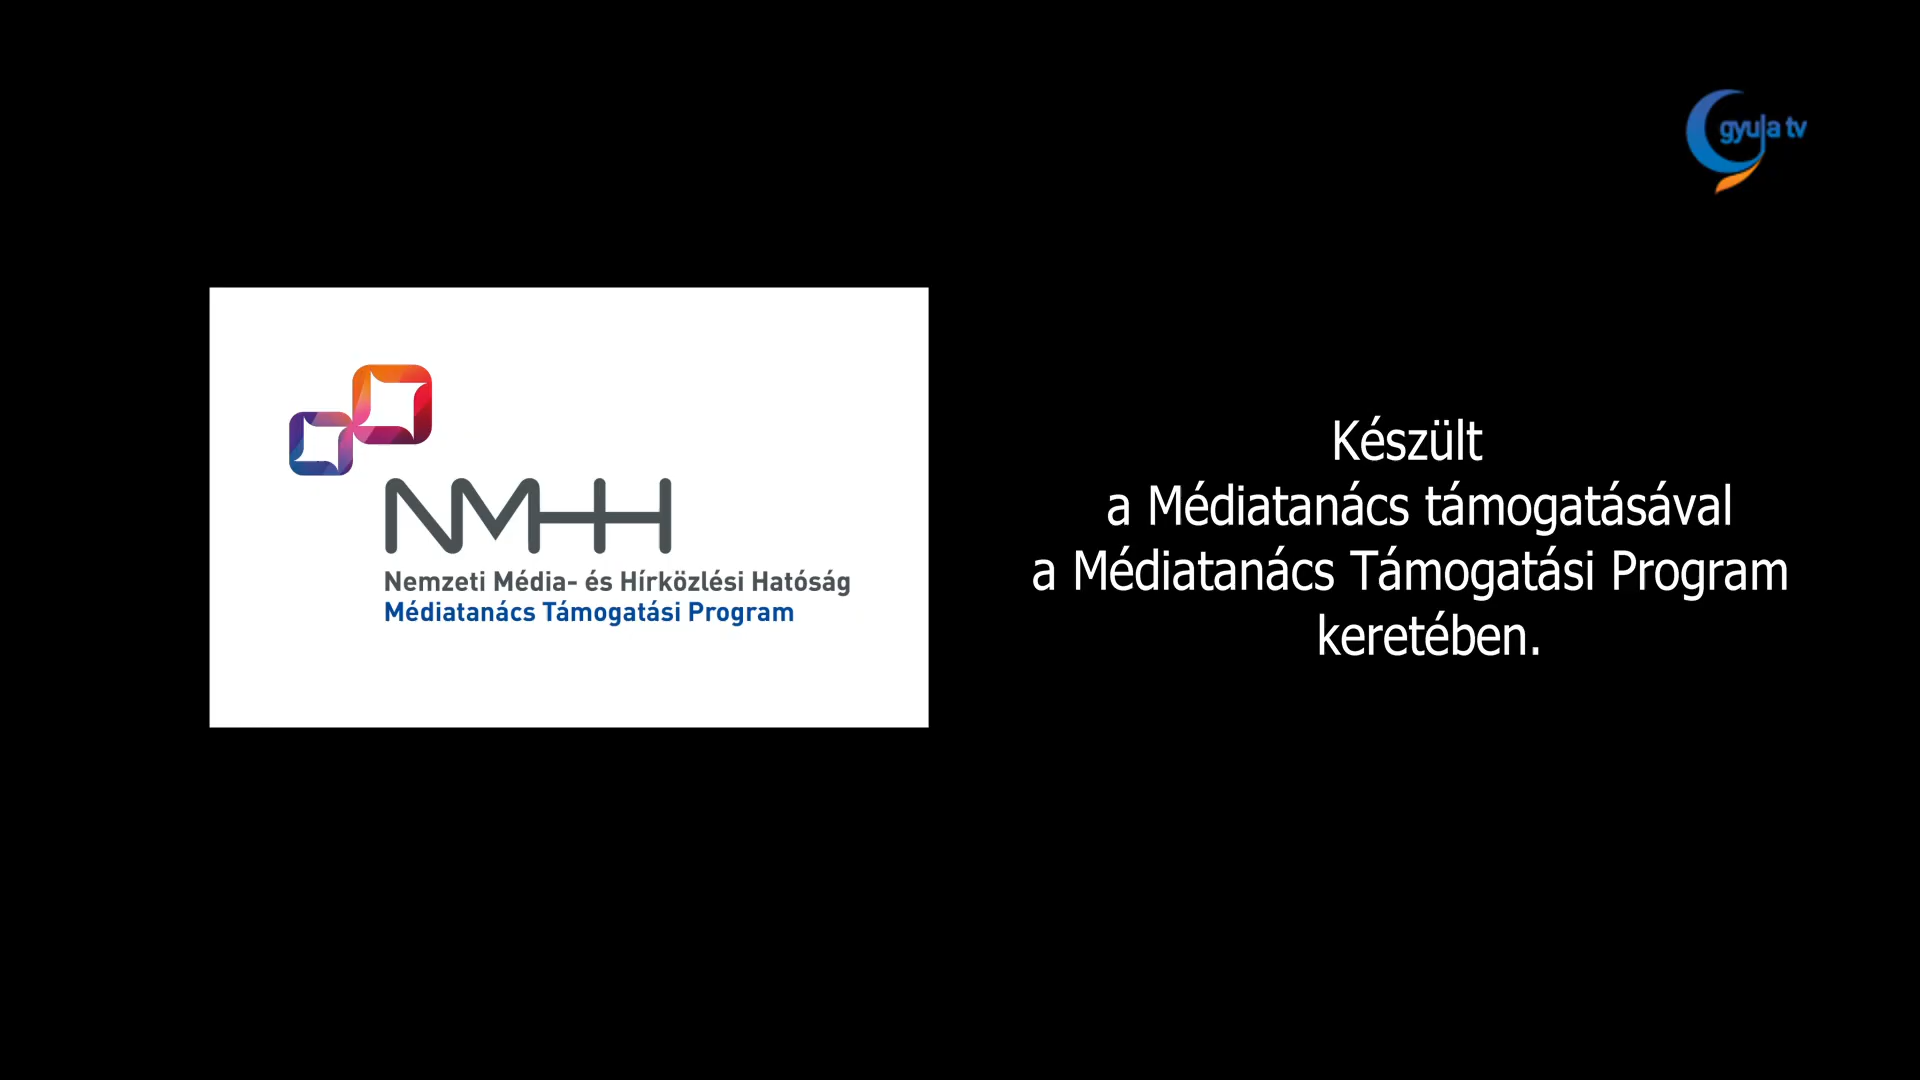 gyula tv
NMHH
Nemzeti Média- és Hírközlési Hatóság
Médiatanács Támogatási Program
Készült
a Médiatanács támogatásával
a Médiatanács Támogatási Program
keretében.